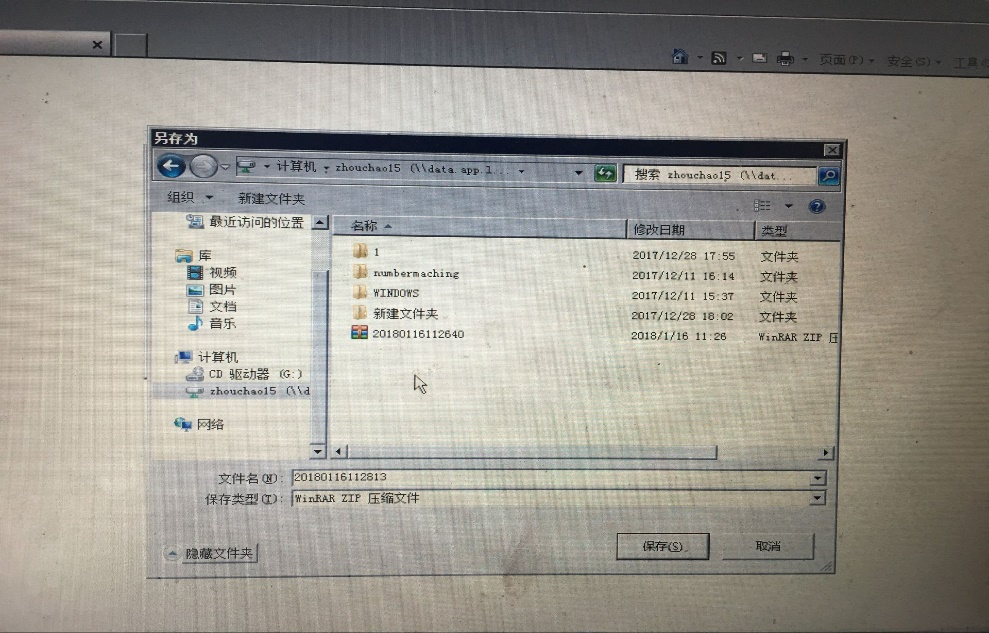 页面(P) 安全(S) 工具
另存为
计算机 zhouchao15 (\\data.app.l... 搜索 zhouchao15 (\\dat...
组织 新建文件夹
最近访问的位置
库
视频
图片
文档
音乐
计算机
CD 驱动器 (G:)
zhouchao15 (\\d
网络
名称 修改日期 类型
1 2017/12/28 17:55 文件夹
numbermaching 2017/12/11 16:14 文件夹
WINDOWS 2017/12/11 15:37 文件夹
新建文件夹 2017/12/28 18:02 文件夹
20180116112640 2018/1/16 11:26 WinRAR ZIP 压
文件名(N): 20180116112813
保存类型(T): WinRAR ZIP 压缩文件
隐藏文件夹 保存(S) 取消